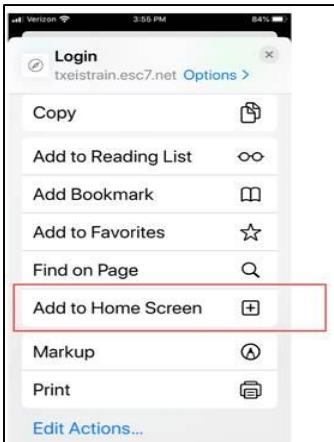 Verizon 3:55 PM 84%
Login
txeistrain.esc7.net Options >
Copy
Add to Reading List
Add Bookmark
Add to Favorites
Find on Page
Add to Home Screen
Markup
Print
Edit Actions...